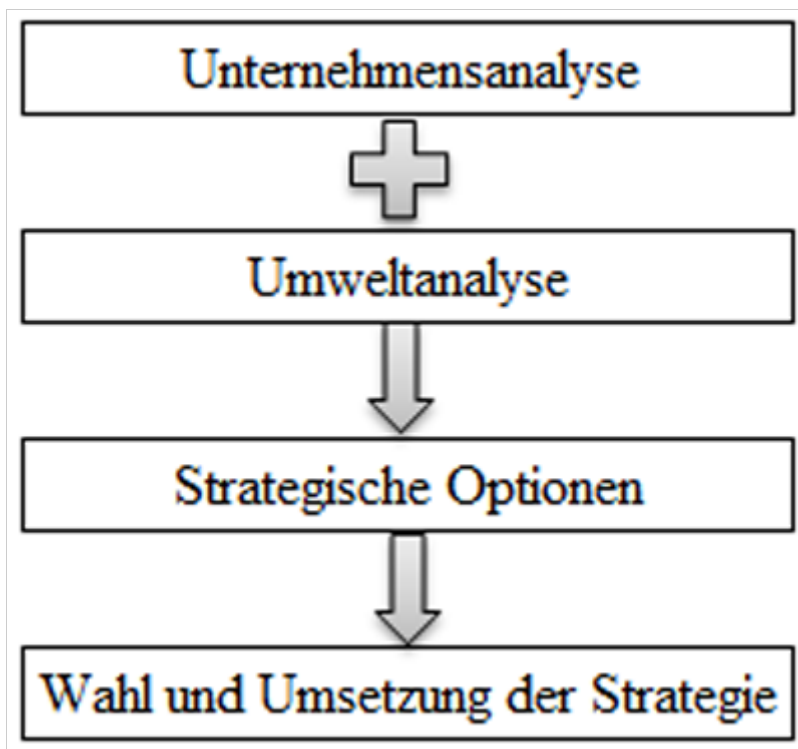 Unternehmensanalyse
Umweltanalyse
Strategische Optionen
Wahl und Umsetzung der Strategie